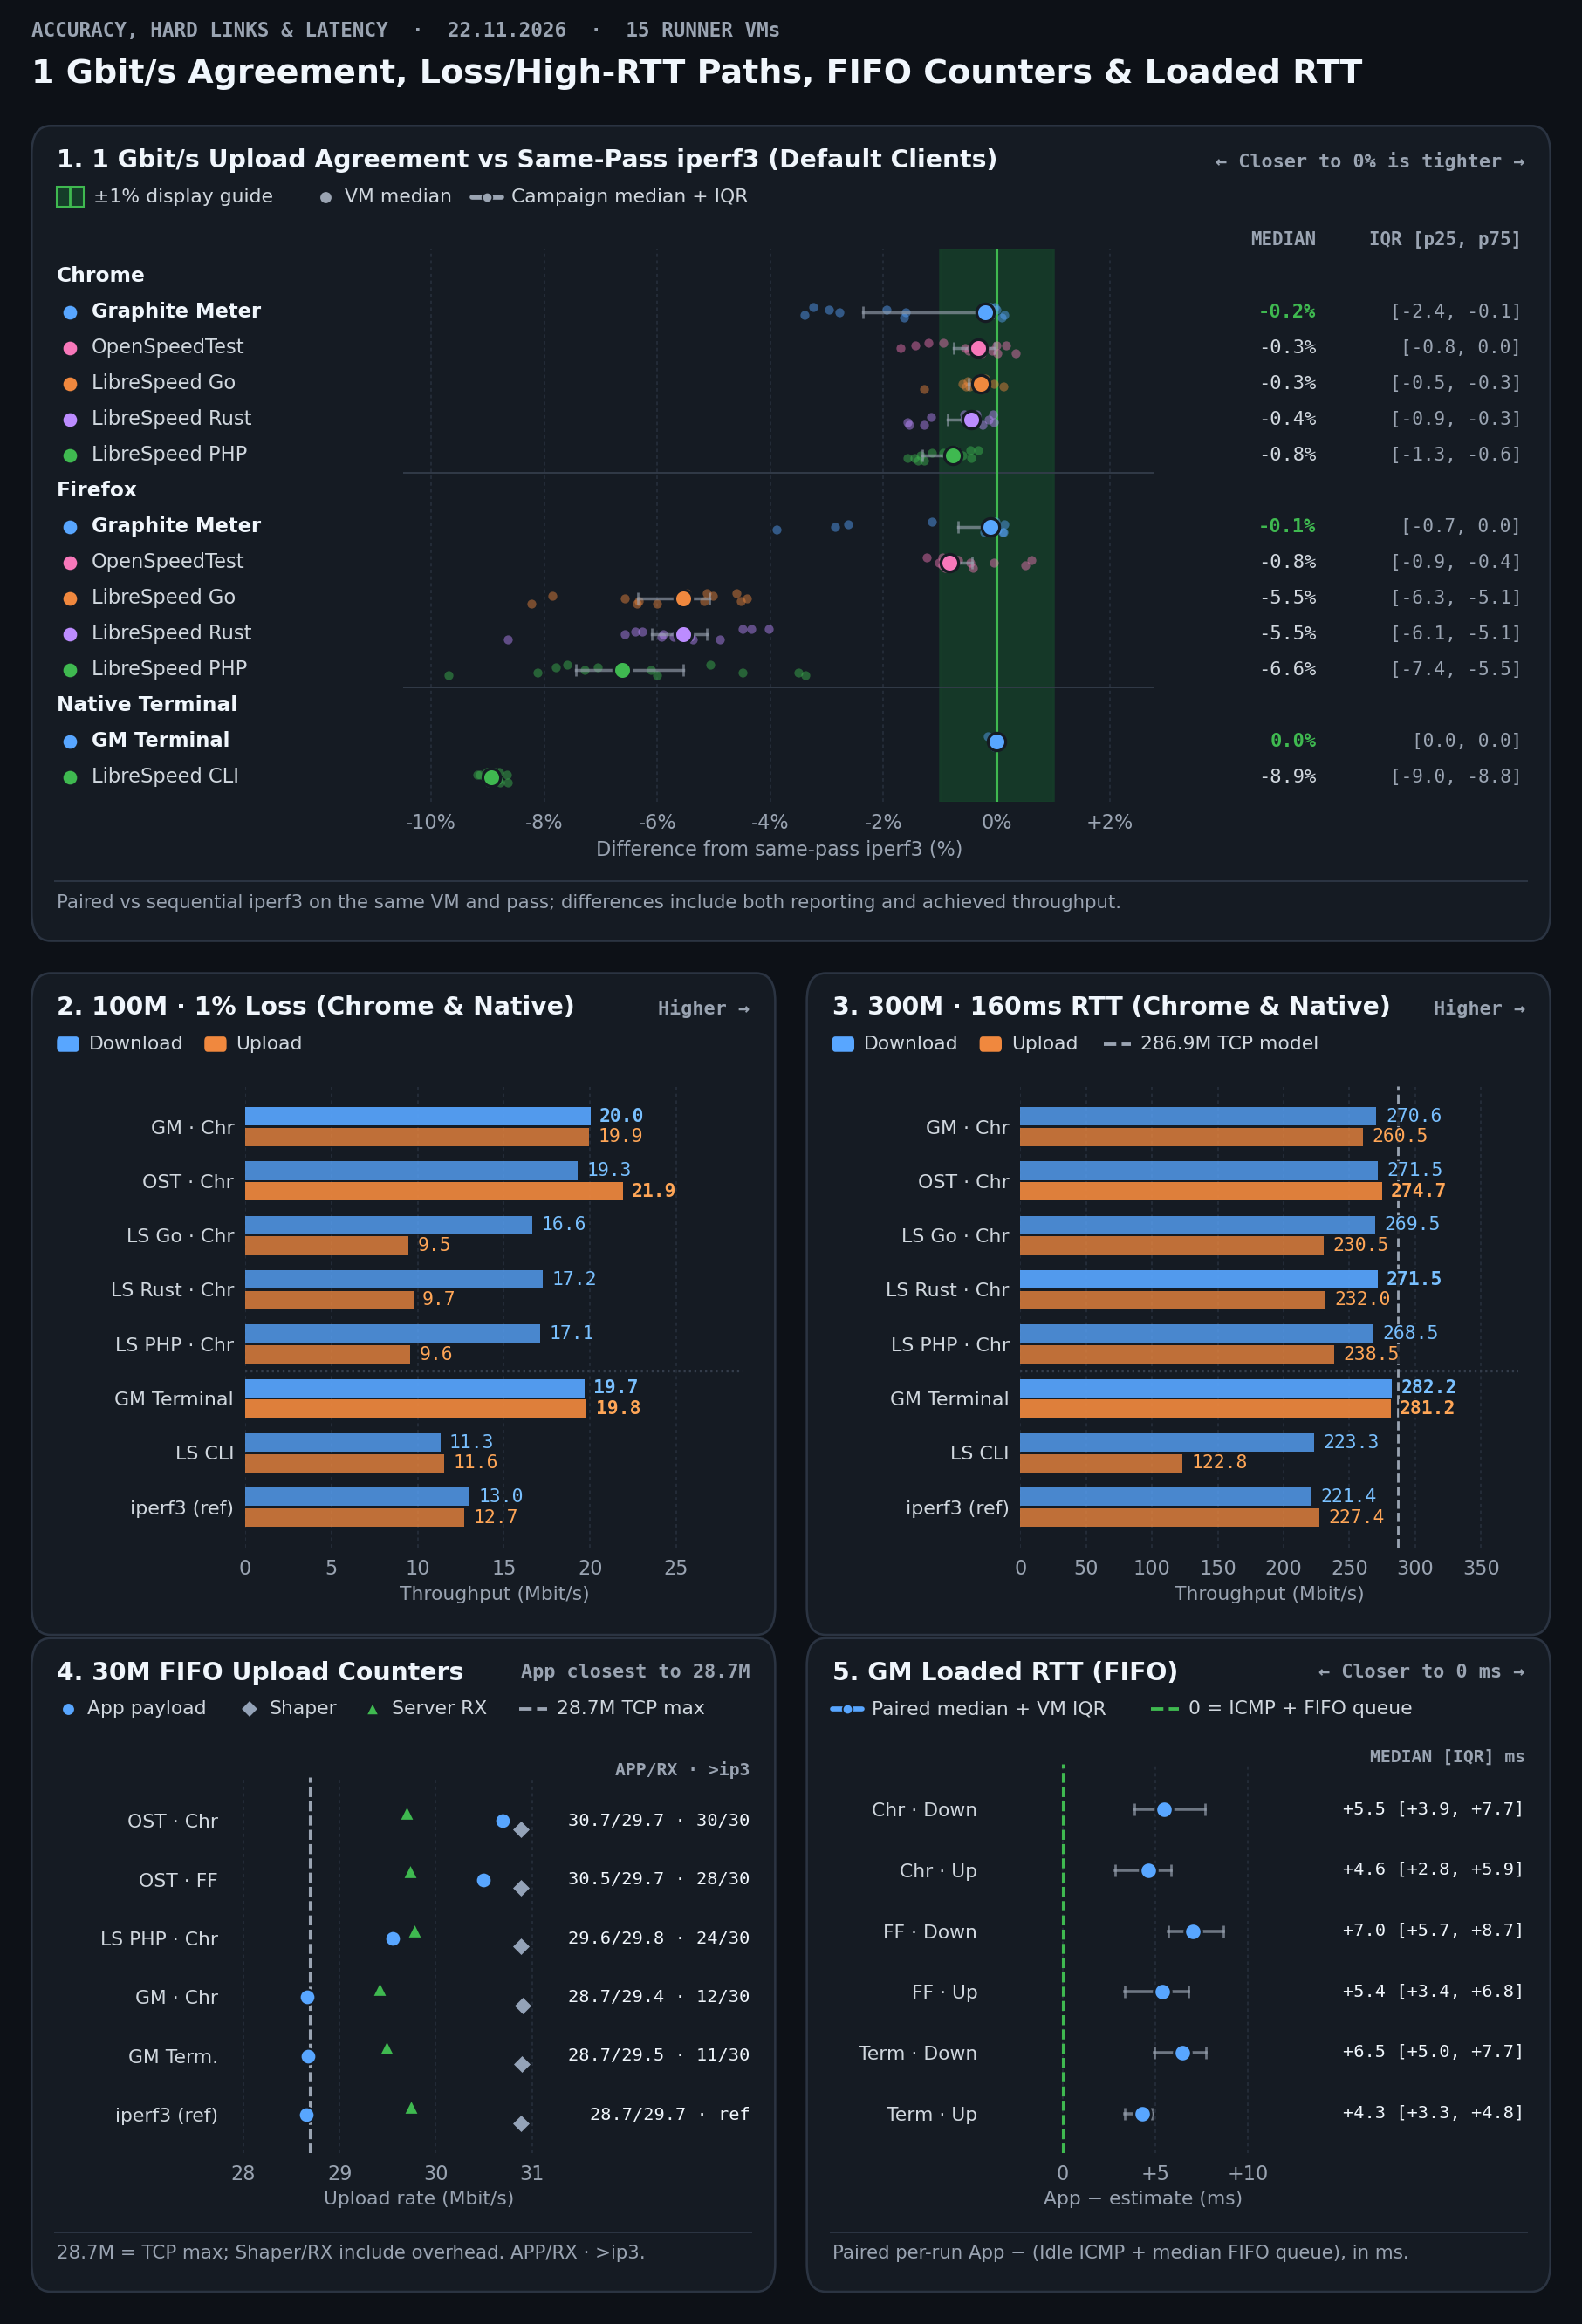 ACCURACY, HARD LINKS & LATENCY · 22.11.2026 · 15 RUNNER VMs
1 Gbit/s Agreement, Loss/High-RTT Paths, FIFO Counters & Loaded RTT
1. 1 Gbit/s Upload Agreement vs Same-Pass iperf3 (Default Clients) ← Closer to 0% is tighter →
±1% display guide VM median Campaign median + IQR
MEDIAN IQR [p25, p75]
Chrome
Graphite Meter -0.2% [-2.4, -0.1]
OpenSpeedTest -0.3% [-0.8, 0.0]
LibreSpeed Go -0.3% [-0.5, -0.3]
LibreSpeed Rust -0.4% [-0.9, -0.3]
LibreSpeed PHP -0.8% [-1.3, -0.6]
Firefox
Graphite Meter -0.1% [-0.7, 0.0]
OpenSpeedTest -0.8% [-0.9, -0.4]
LibreSpeed Go -5.5% [-6.3, -5.1]
LibreSpeed Rust -5.5% [-6.1, -5.1]
LibreSpeed PHP -6.6% [-7.4, -5.5]
Native Terminal
GM Terminal 0.0% [0.0, 0.0]
LibreSpeed CLI -8.9% [-9.0, -8.8]
-10% -8% -6% -4% -2% 0% +2%
Difference from same-pass iperf3 (%)
Paired vs sequential iperf3 on the same VM and pass; differences include both reporting and achieved throughput.
2. 100M · 1% Loss (Chrome & Native) Higher →
Download Upload
GM · Chr 20.0
19.9
OST · Chr 19.3
21.9
LS Go · Chr 16.6
9.5
LS Rust · Chr 17.2
9.7
LS PHP · Chr 17.1
9.6
GM Terminal 19.7
19.8
LS CLI 11.3
11.6
iperf3 (ref) 13.0
12.7
0 5 10 15 20 25
Throughput (Mbit/s)
3. 300M · 160ms RTT (Chrome & Native) Higher →
Download Upload 286.9M TCP model
GM · Chr 270.6
260.5
OST · Chr 271.5
274.7
LS Go · Chr 269.5
230.5
LS Rust · Chr 271.5
232.0
LS PHP · Chr 268.5
238.5
GM Terminal 282.2
281.2
LS CLI 223.3
122.8
iperf3 (ref) 221.4
227.4
0 50 100 150 200 250 300 350
Throughput (Mbit/s)
4. 30M FIFO Upload Counters App closest to 28.7M
App payload Shaper Server RX 28.7M TCP max
APP/RX · >ip3
OST · Chr 30.7/29.7 · 30/30
OST · FF 30.5/29.7 · 28/30
LS PHP · Chr 29.6/29.8 · 24/30
GM · Chr 28.7/29.4 · 12/30
GM Term. 28.7/29.5 · 11/30
iperf3 (ref) 28.7/29.7 · ref
28 29 30 31
Upload rate (Mbit/s)
28.7M = TCP max; Shaper/RX include overhead. APP/RX · >ip3.
5. GM Loaded RTT (FIFO) ← Closer to 0 ms →
Paired median + VM IQR 0 = ICMP + FIFO queue
MEDIAN [IQR] ms
Chr · Down +5.5 [+3.9, +7.7]
Chr · Up +4.6 [+2.8, +5.9]
FF · Down +7.0 [+5.7, +8.7]
FF · Up +5.4 [+3.4, +6.8]
Term · Down +6.5 [+5.0, +7.7]
Term · Up +4.3 [+3.3, +4.8]
0 +5 +10
App − estimate (ms)
Paired per-run App − (Idle ICMP + median FIFO queue), in ms.